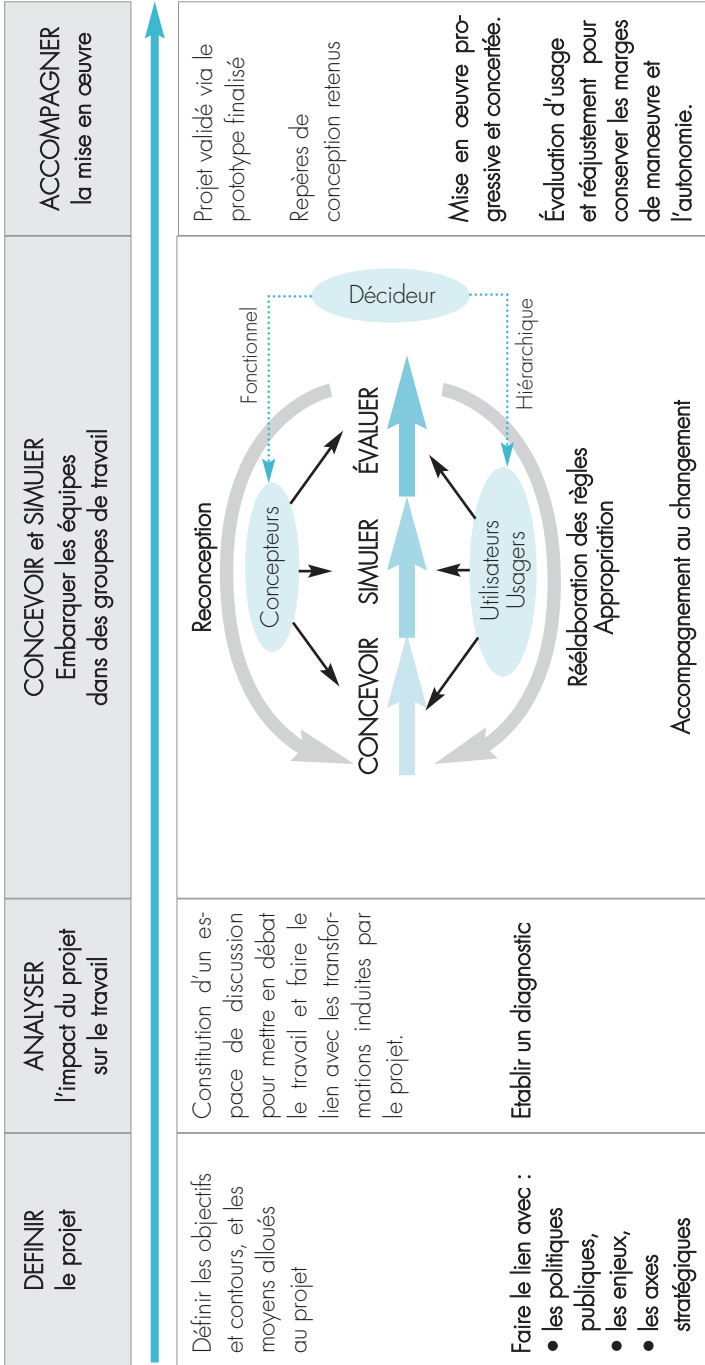 DEFINIR
le projet
ANALYSER
l'impact du projet
sur le travail
CONCEVOIR et SIMULER
Embarquer les équipes
dans des groupes de travail
ACCOMPAGNER
la mise en œuvre
Définir les objectifs
et contours, et les
moyens alloués
au projet
Faire le lien avec :
• les politiques
publiques,
• les enjeux,
• les axes
stratégiques
Constitution d'un es-
pace de discussion
pour mettre en débat
le travail et faire le
lien avec les transfor-
mations induites par
le projet.
Etablir un diagnostic
Reconception
Concepteurs
Fonctionnel
CONCEVOIR
SIMULER
ÉVALUER
Décideur
Utilisateurs
Usagers
Hiérarchique
Réélaboration des règles
Appropriation
Accompagnement au changement
Projet validé via le
prototype finalisé
Repères de
conception retenus
Mise en œuvre pro-
gressive et concertée.
Évaluation d'usage
et réajustement pour
conserver les marges
de manœuvre et
l'autonomie.